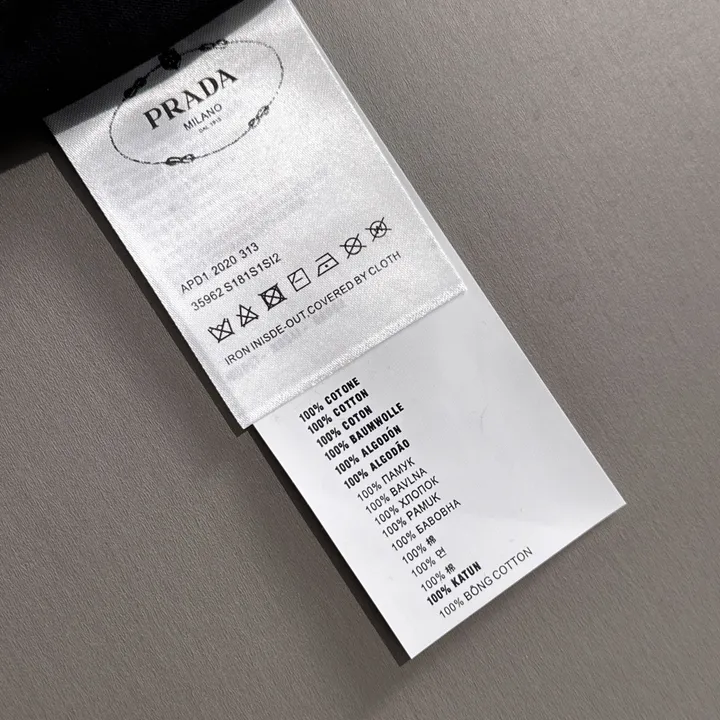 PRADA
MILANO
DAL 1913
APD1 2020 313
35962 S181S1SI2
IRON INISDE-OUT,COVERED BY CLOTH
100% COTONE
100% COTTON
100% COTON
100% BAUMWOLLE
100% ALGODÓN
100% ALGODÃO
100% ПАМУК
100% BAVLNA
100% ХЛОПОК
100% PAMUK
100% БАВОВНА
100% 棉
100% 면
100% 棉
100% KATUN
100% BÔNG COTTON